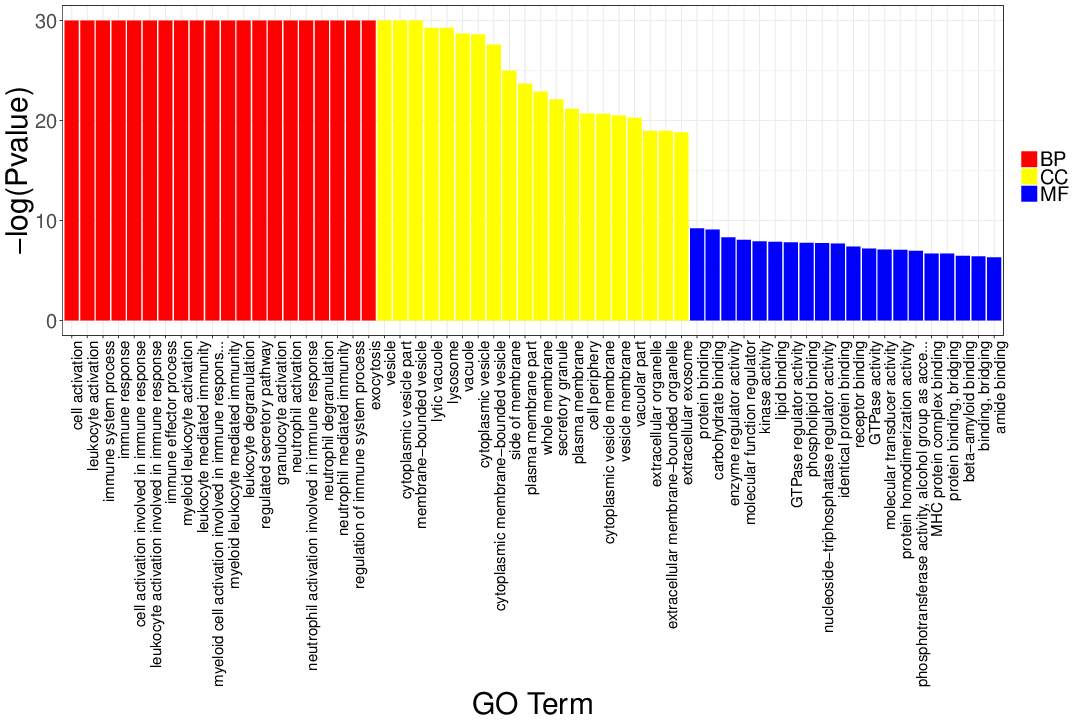 −log(Pvalue)
30
20
10
0
cell activation
leukocyte activation
immune system process
immune response
cell activation involved in immune response
leukocyte activation involved in immune response
immune effector process
myeloid leukocyte activation
leukocyte mediated immunity
myeloid cell activation involved in immune respons...
myeloid leukocyte mediated immunity
leukocyte degranulation
regulated secretory pathway
granulocyte activation
neutrophil activation
neutrophil activation involved in immune response
neutrophil degranulation
neutrophil mediated immunity
regulation of immune system process
exocytosis
vesicle
cytoplasmic vesicle part
membrane−bounded vesicle
lytic vacuole
lysosome
vacuole
cytoplasmic vesicle
cytoplasmic membrane−bounded vesicle
side of membrane
plasma membrane part
whole membrane
secretory granule
plasma membrane
cell periphery
cytoplasmic vesicle membrane
vesicle membrane
vacuolar part
extracellular organelle
extracellular membrane−bounded organelle
extracellular exosome
protein binding
carbohydrate binding
enzyme regulator activity
molecular function regulator
kinase activity
lipid binding
GTPase regulator activity
phospholipid binding
nucleoside−triphosphatase regulator activity
identical protein binding
receptor binding
GTPase activity
molecular transducer activity
protein homodimerization activity
phosphotransferase activity, alcohol group as acce...
MHC protein complex binding
protein binding, bridging
beta−amyloid binding
binding, bridging
amide binding
GO Term
BP
CC
MF